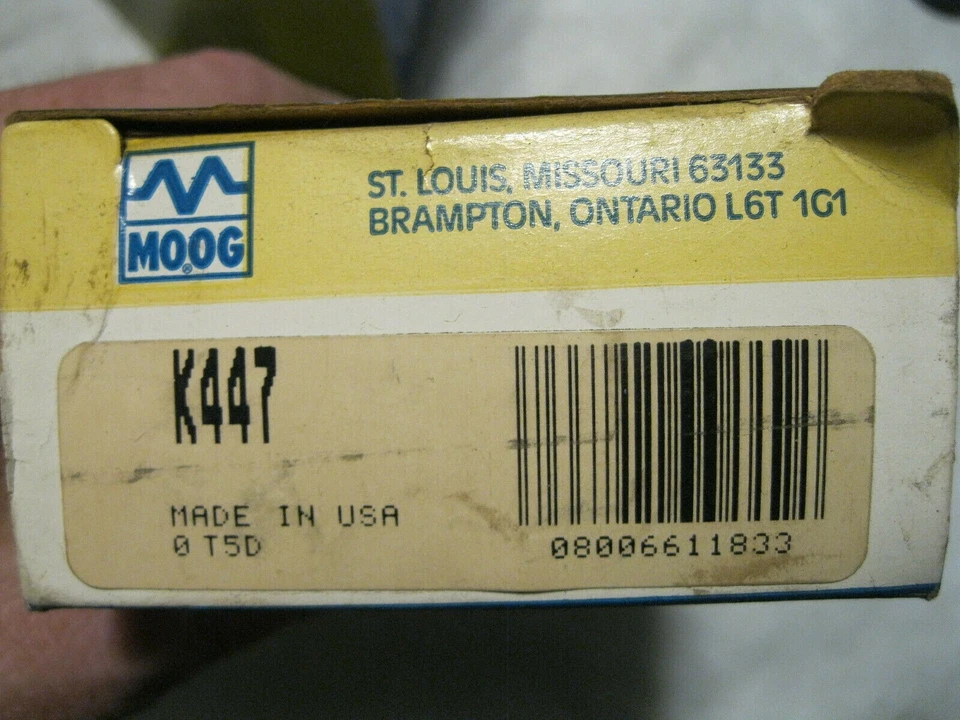 MOOG
ST. LOUIS, MISSOURI 63133
BRAMPTON, ONTARIO L6T 1G1
K447
MADE IN USA
0 T5D
08006611833